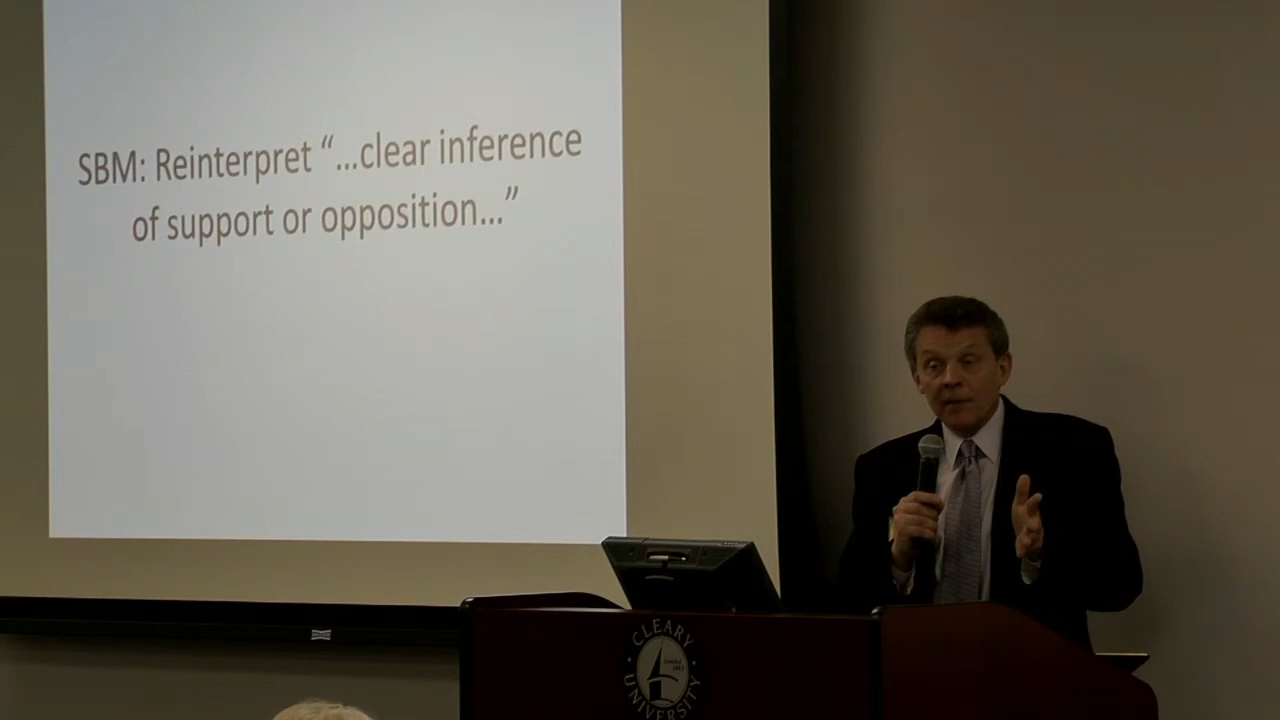 SBM: Reinterpret “...clear inference
of support or opposition...”
CLEARY
UNIVERSITY